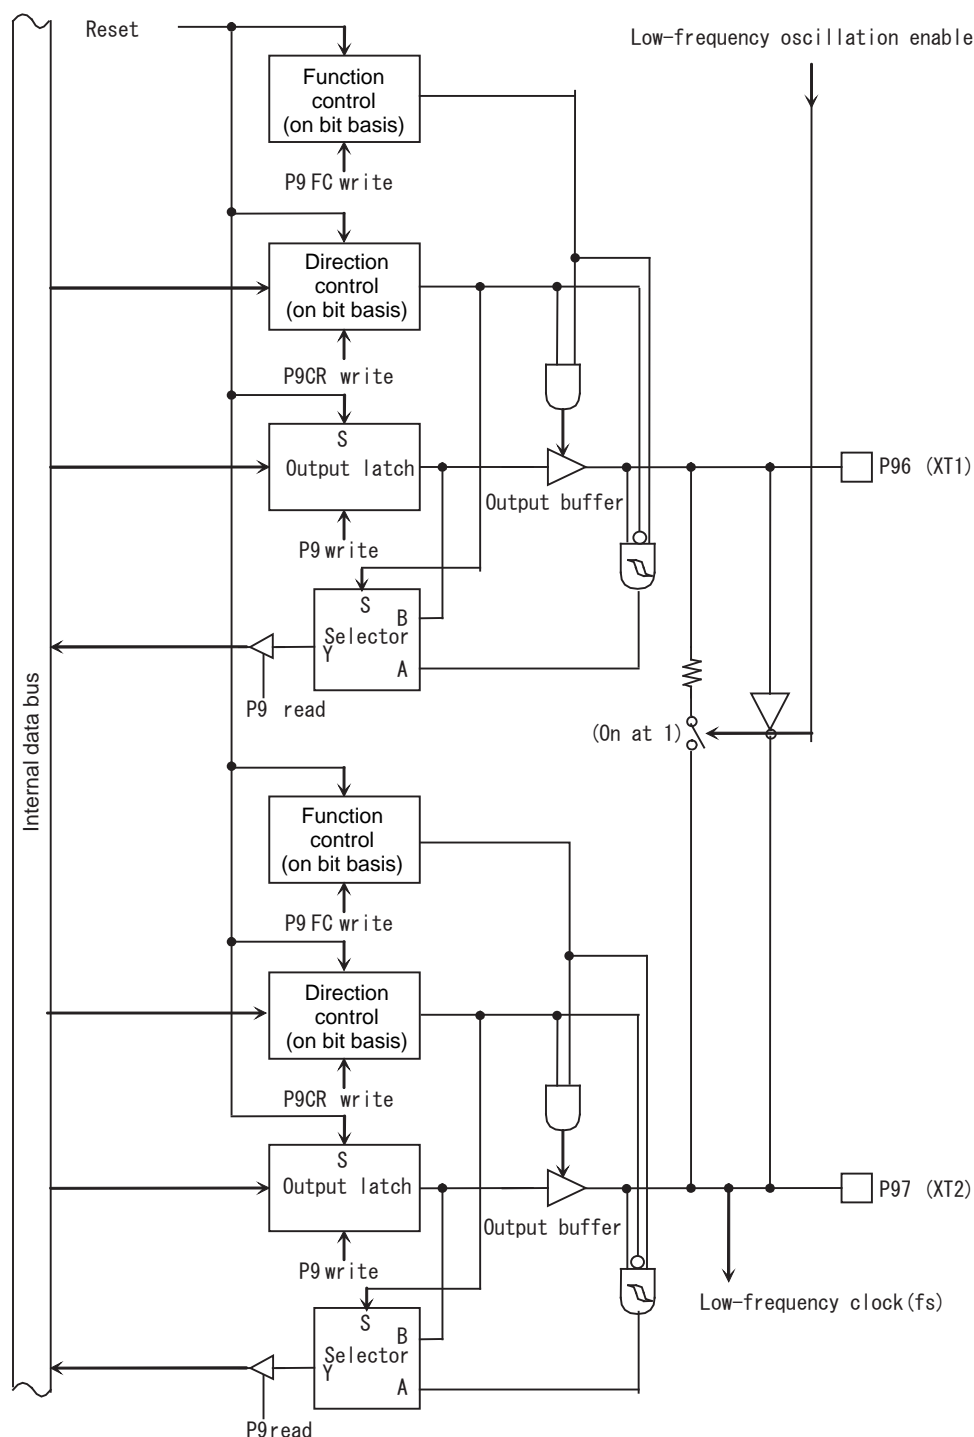 Reset
Low-frequency oscillation enable
Function
control
(on bit basis)
P9 FC write
Direction
control
(on bit basis)
P9CR write
S
Output latch
Output buffer
P96 (XT1)
P9 write
S
B
Selector
Y
A
P9 read
(On at 1)
Internal data bus
Function
control
(on bit basis)
P9 FC write
Direction
control
(on bit basis)
P9CR write
S
Output latch
Output buffer
P97 (XT2)
P9 write
Low-frequency clock(fs)
S
B
Selector
Y
A
P9 read